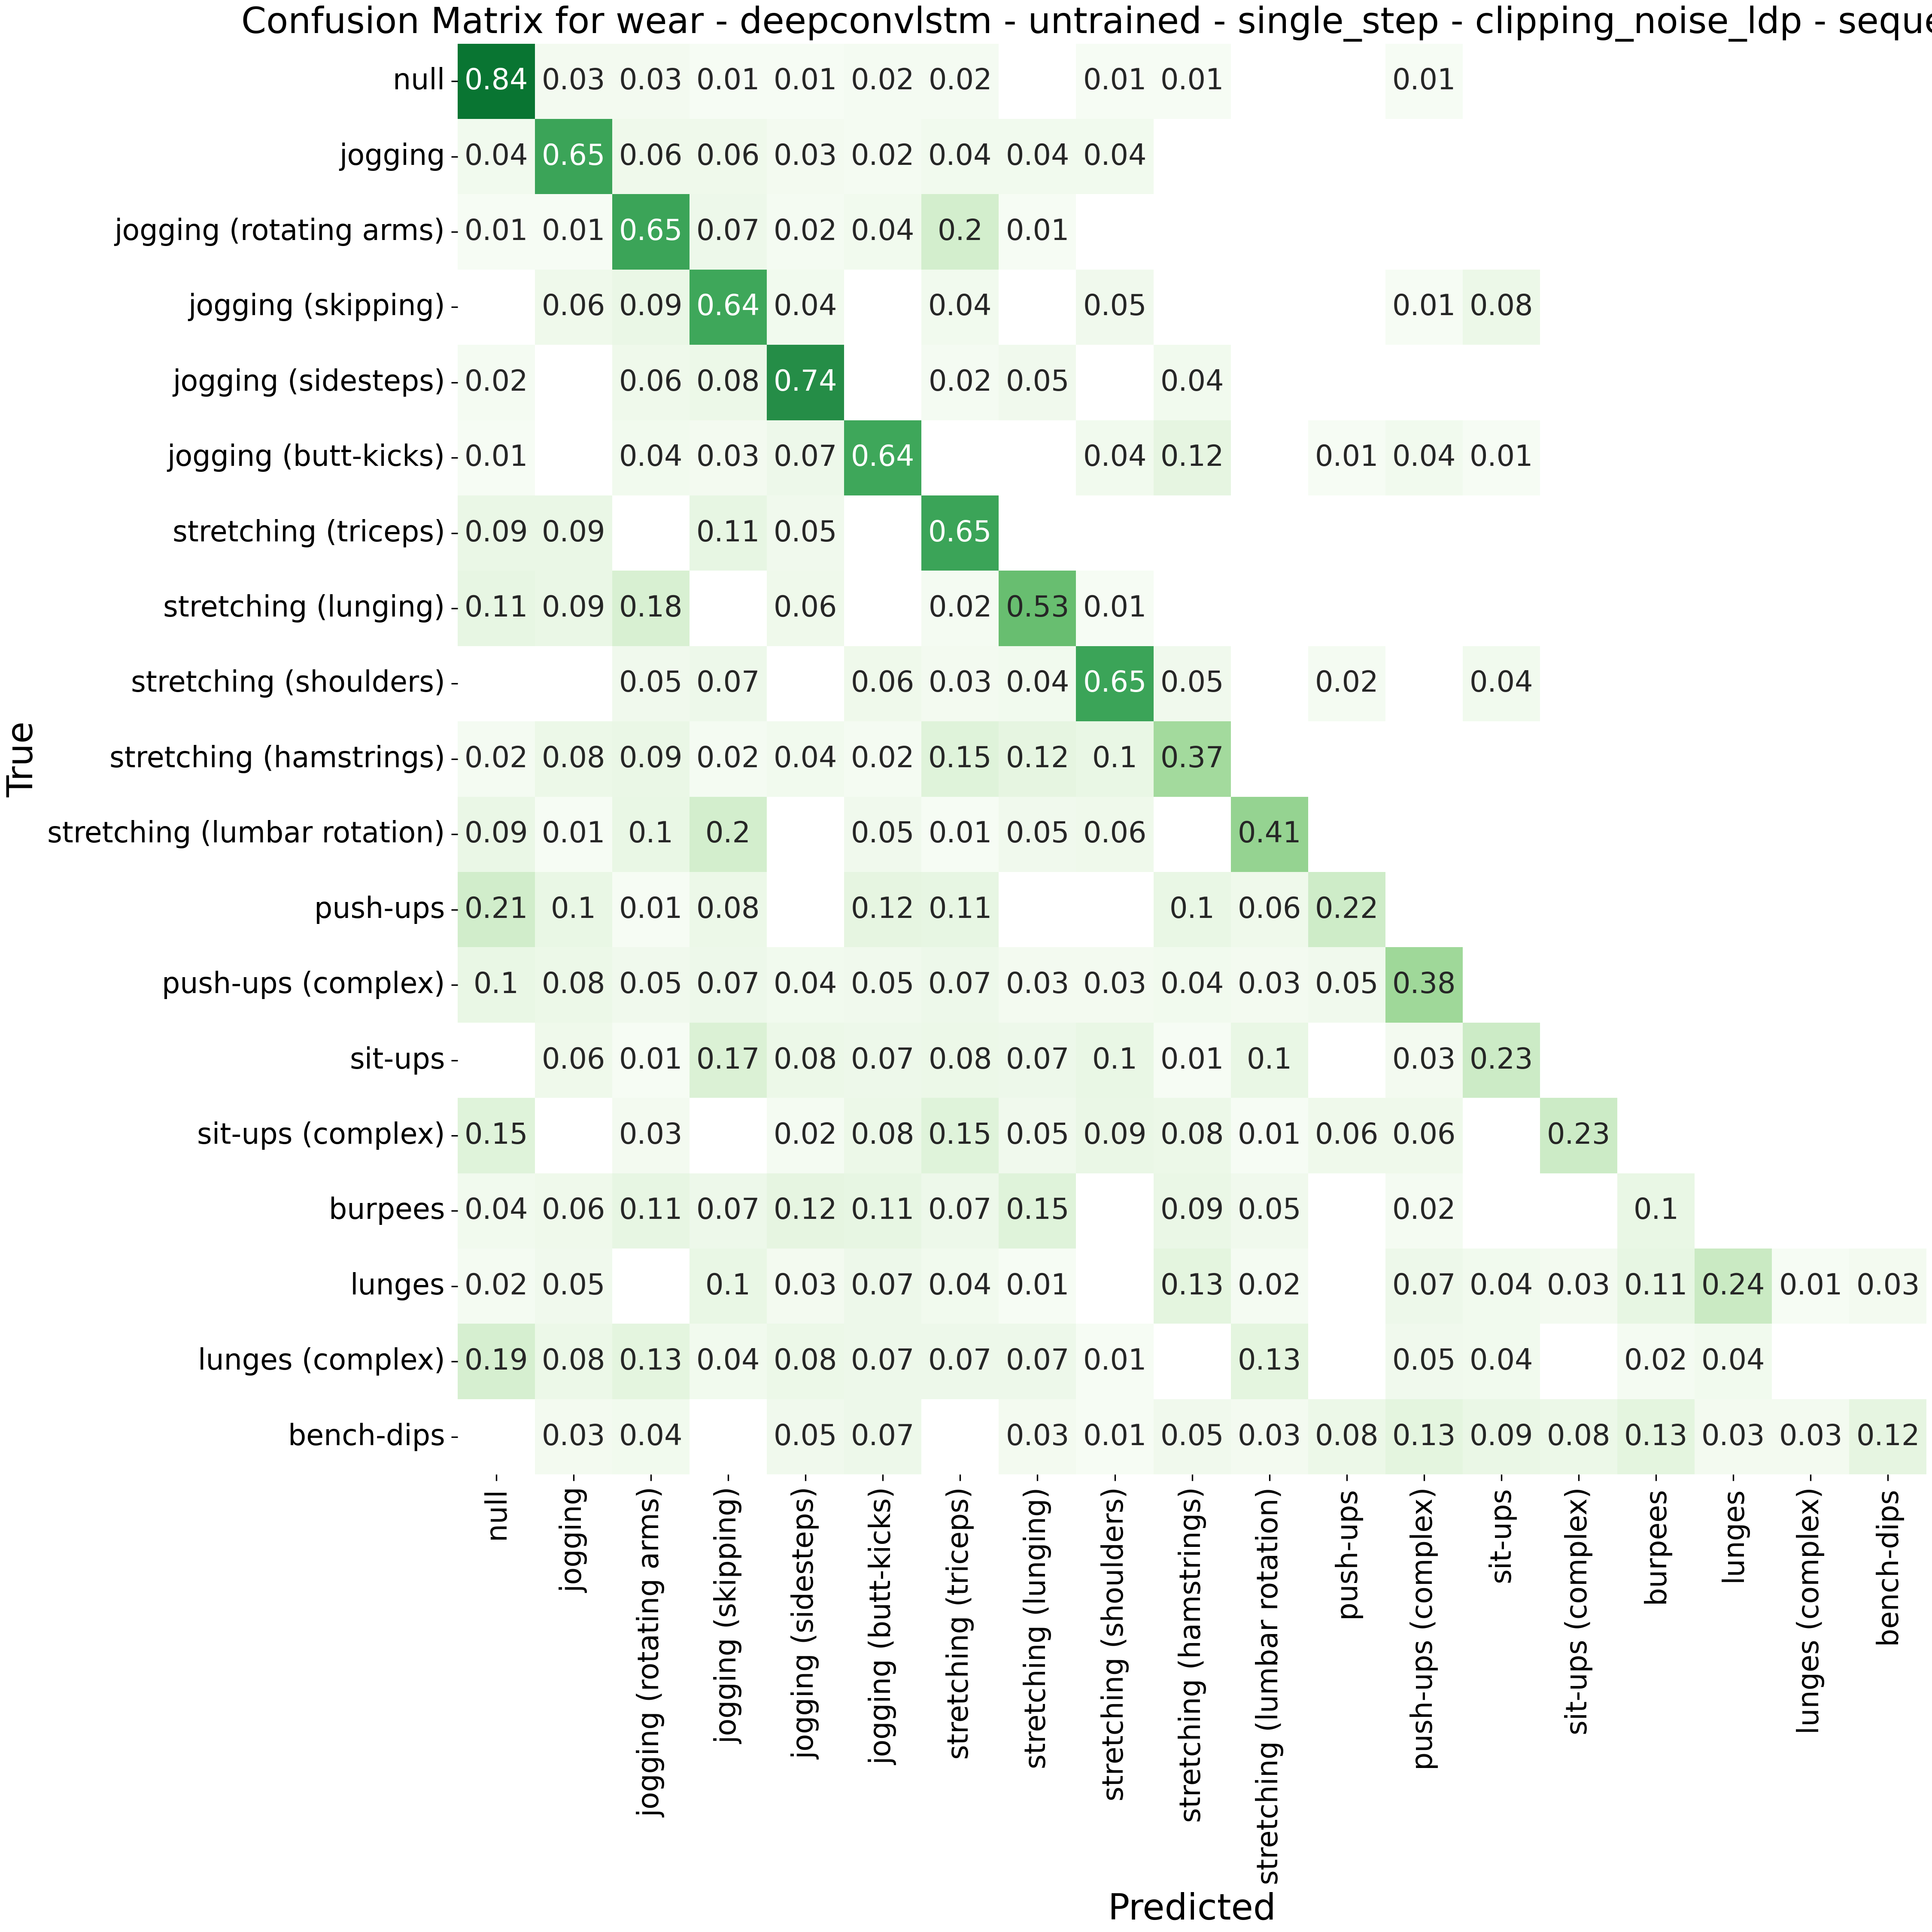 Confusion Matrix for wear - deepconvlstm - untrained - single_step - clipping_noise_ldp - seque
True
null 0.84 0.03 0.03 0.01 0.01 0.02 0.02 0.01 0.01 0.01
jogging 0.04 0.65 0.06 0.06 0.03 0.02 0.04 0.04 0.04
jogging (rotating arms) 0.01 0.01 0.65 0.07 0.02 0.04 0.2 0.01
jogging (skipping) 0.06 0.09 0.64 0.04 0.04 0.05 0.01 0.08
jogging (sidesteps) 0.02 0.06 0.08 0.74 0.02 0.05 0.04
jogging (butt-kicks) 0.01 0.04 0.03 0.07 0.64 0.04 0.12 0.01 0.04 0.01
stretching (triceps) 0.09 0.09 0.11 0.05 0.65
stretching (lunging) 0.11 0.09 0.18 0.06 0.02 0.53 0.01
stretching (shoulders) 0.05 0.07 0.06 0.03 0.04 0.65 0.05 0.02 0.04
stretching (hamstrings) 0.02 0.08 0.09 0.02 0.04 0.02 0.15 0.12 0.1 0.37
stretching (lumbar rotation) 0.09 0.01 0.1 0.2 0.05 0.01 0.05 0.06 0.41
push-ups 0.21 0.1 0.01 0.08 0.12 0.11 0.1 0.06 0.22
push-ups (complex) 0.1 0.08 0.05 0.07 0.04 0.05 0.07 0.03 0.03 0.04 0.03 0.05 0.38
sit-ups 0.06 0.01 0.17 0.08 0.07 0.08 0.07 0.1 0.01 0.1 0.03 0.23
sit-ups (complex) 0.15 0.03 0.02 0.08 0.15 0.05 0.09 0.08 0.01 0.06 0.06 0.23
burpees 0.04 0.06 0.11 0.07 0.12 0.11 0.07 0.15 0.09 0.05 0.02 0.1
lunges 0.02 0.05 0.1 0.03 0.07 0.04 0.01 0.13 0.02 0.07 0.04 0.03 0.11 0.24 0.01 0.03
lunges (complex) 0.19 0.08 0.13 0.04 0.08 0.07 0.07 0.07 0.01 0.13 0.05 0.04 0.02 0.04
bench-dips 0.03 0.04 0.05 0.07 0.03 0.01 0.05 0.03 0.08 0.13 0.09 0.08 0.13 0.03 0.03 0.12
null
jogging
jogging (rotating arms)
jogging (skipping)
jogging (sidesteps)
jogging (butt-kicks)
stretching (triceps)
stretching (lunging)
stretching (shoulders)
stretching (hamstrings)
stretching (lumbar rotation)
push-ups
push-ups (complex)
sit-ups
sit-ups (complex)
burpees
lunges
lunges (complex)
bench-dips
Predicted